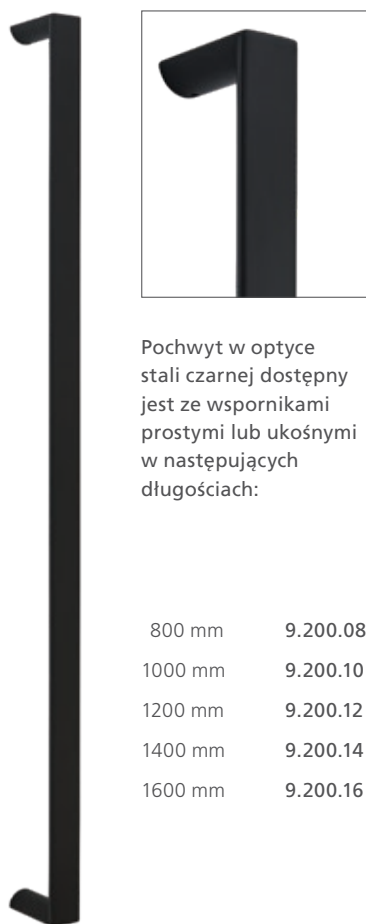 Pochwyt w optyce
stali czarnej dostępny
jest ze wspornikami
prostymi lub ukośnymi
w następujących
długościach:
800 mm 9.200.08
1000 mm 9.200.10
1200 mm 9.200.12
1400 mm 9.200.14
1600 mm 9.200.16